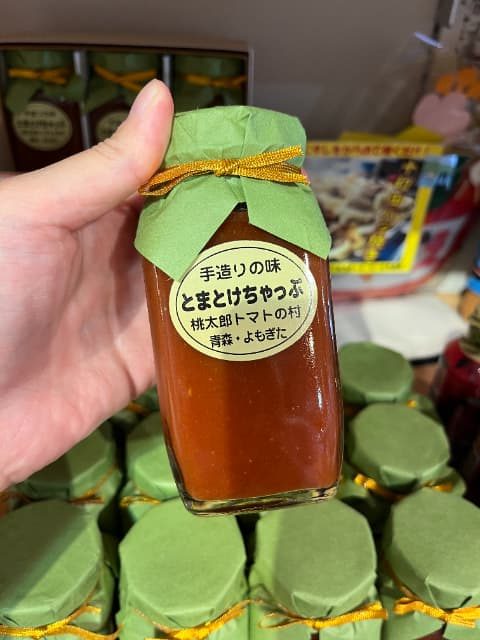 手造りの味
とまとけちゃっぷ
桃太郎トマトの村
青森・よもぎた